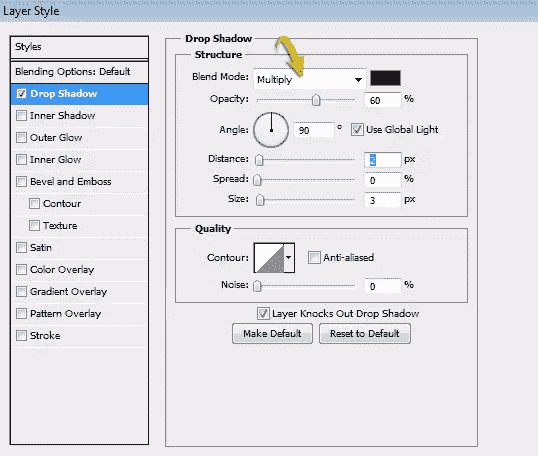 Layer Style
Styles
Blending Options: Default
Drop Shadow
Inner Shadow
Outer Glow
Inner Glow
Bevel and Emboss
Contour
Texture
Satin
Color Overlay
Gradient Overlay
Pattern Overlay
Stroke
Drop Shadow
Structure
Blend Mode: Multiply
Opacity: 60 %
Angle: 90 ° Use Global Light
Distance: 2 px
Spread: 0 %
Size: 3 px
Quality
Contour: Anti-aliased
Noise: 0 %
Layer Knocks Out Drop Shadow
Make Default Reset to Default